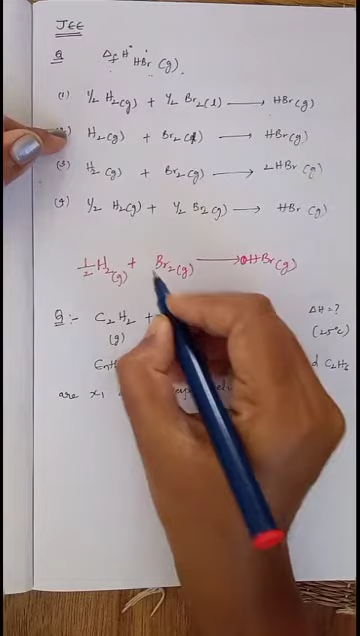 JEE
Q ΔfH° HBr (g)
(1) 1/2 H2(g) + 1/2 Br2(l) → HBr(g)
H2(g) + Br2(l) → HBr(g)
(3) H2(g) + Br2(g) → 2HBr(g)
(4) 1/2 H2(g) + 1/2 Br2(g) → HBr(g)
1/2 H2(g) + Br2(g) → HBr(g)
Q:- C2H2 + ΔH=?
(g) (25°C)
C2H6
are x1